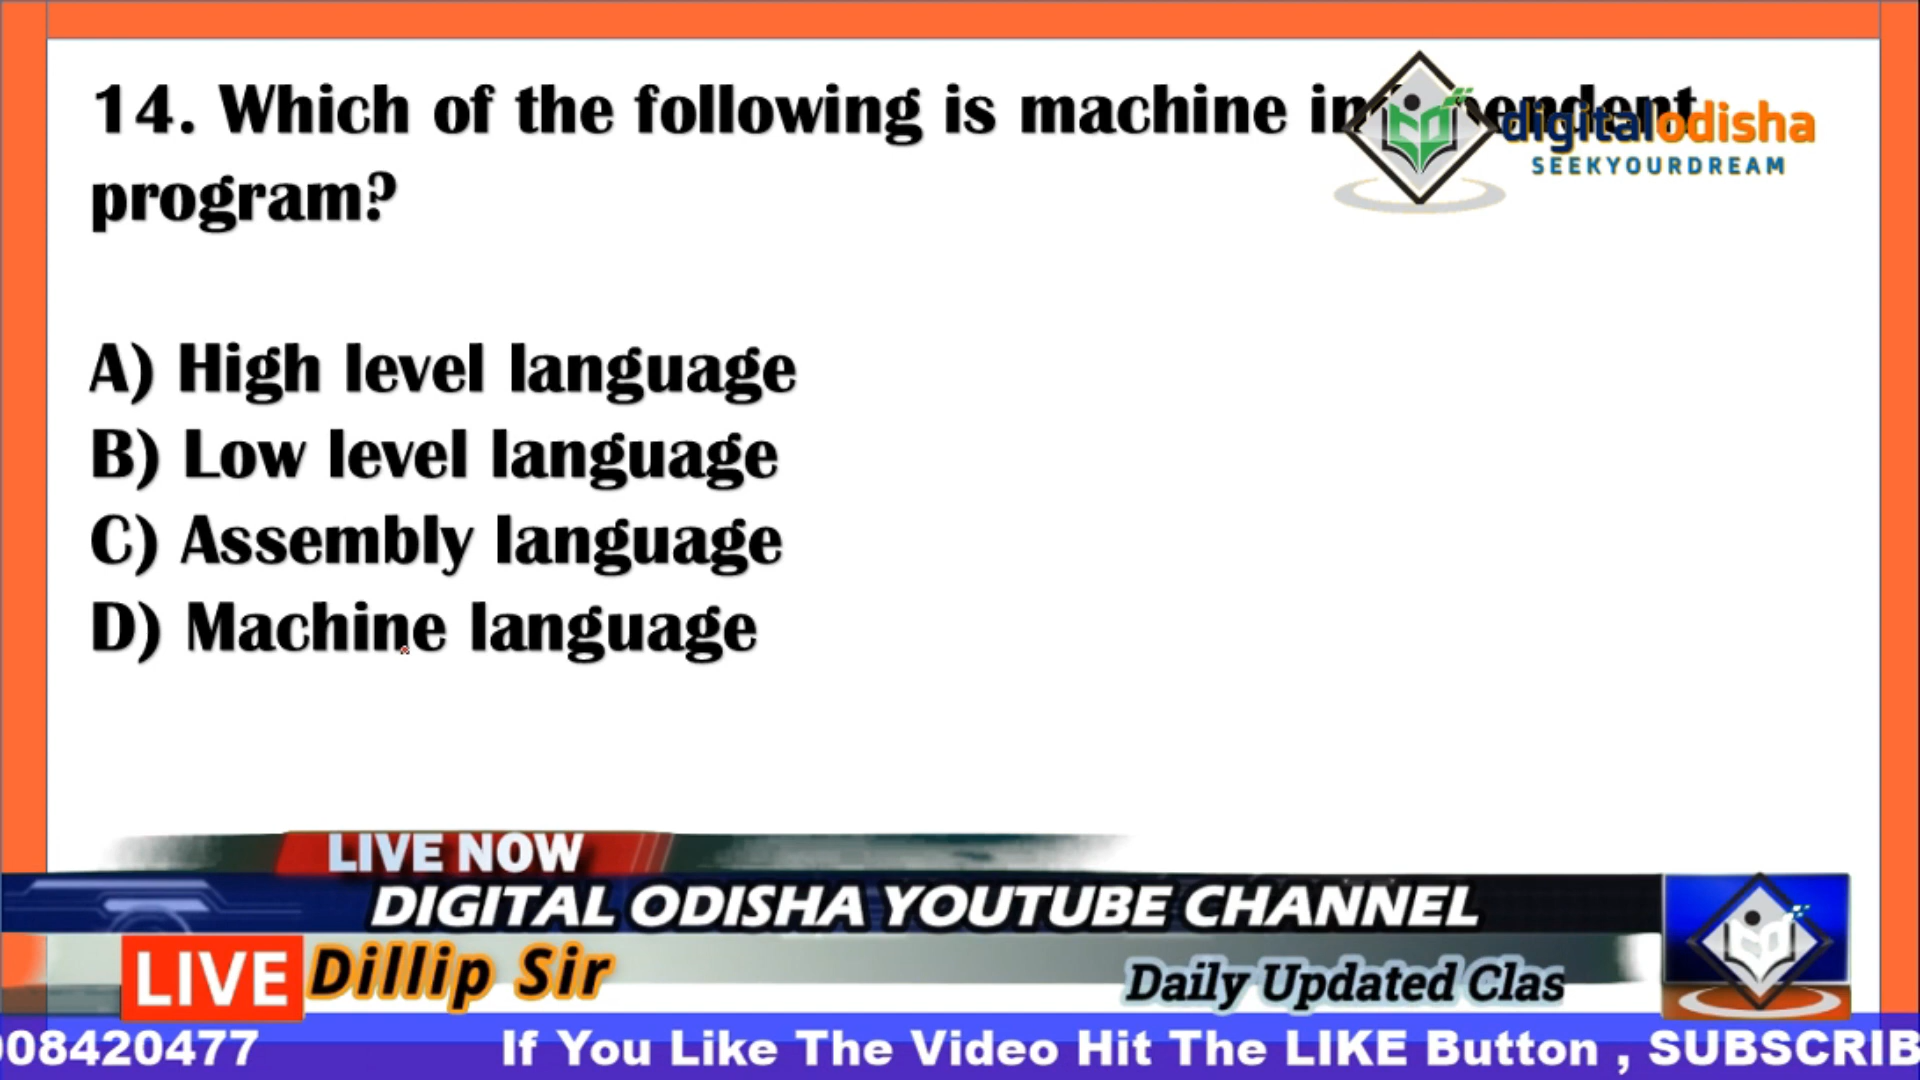 14. Which of the following is machine independent
program?
A) High level language
B) Low level language
C) Assembly language
D) Machine language
digitalodisha
SEEKYOURDREAM
LIVE NOW
DIGITAL ODISHA YOUTUBE CHANNEL
LIVE Dillip Sir
Daily Updated Clas
008420477 If You Like The Video Hit The LIKE Button , SUBSCRIB